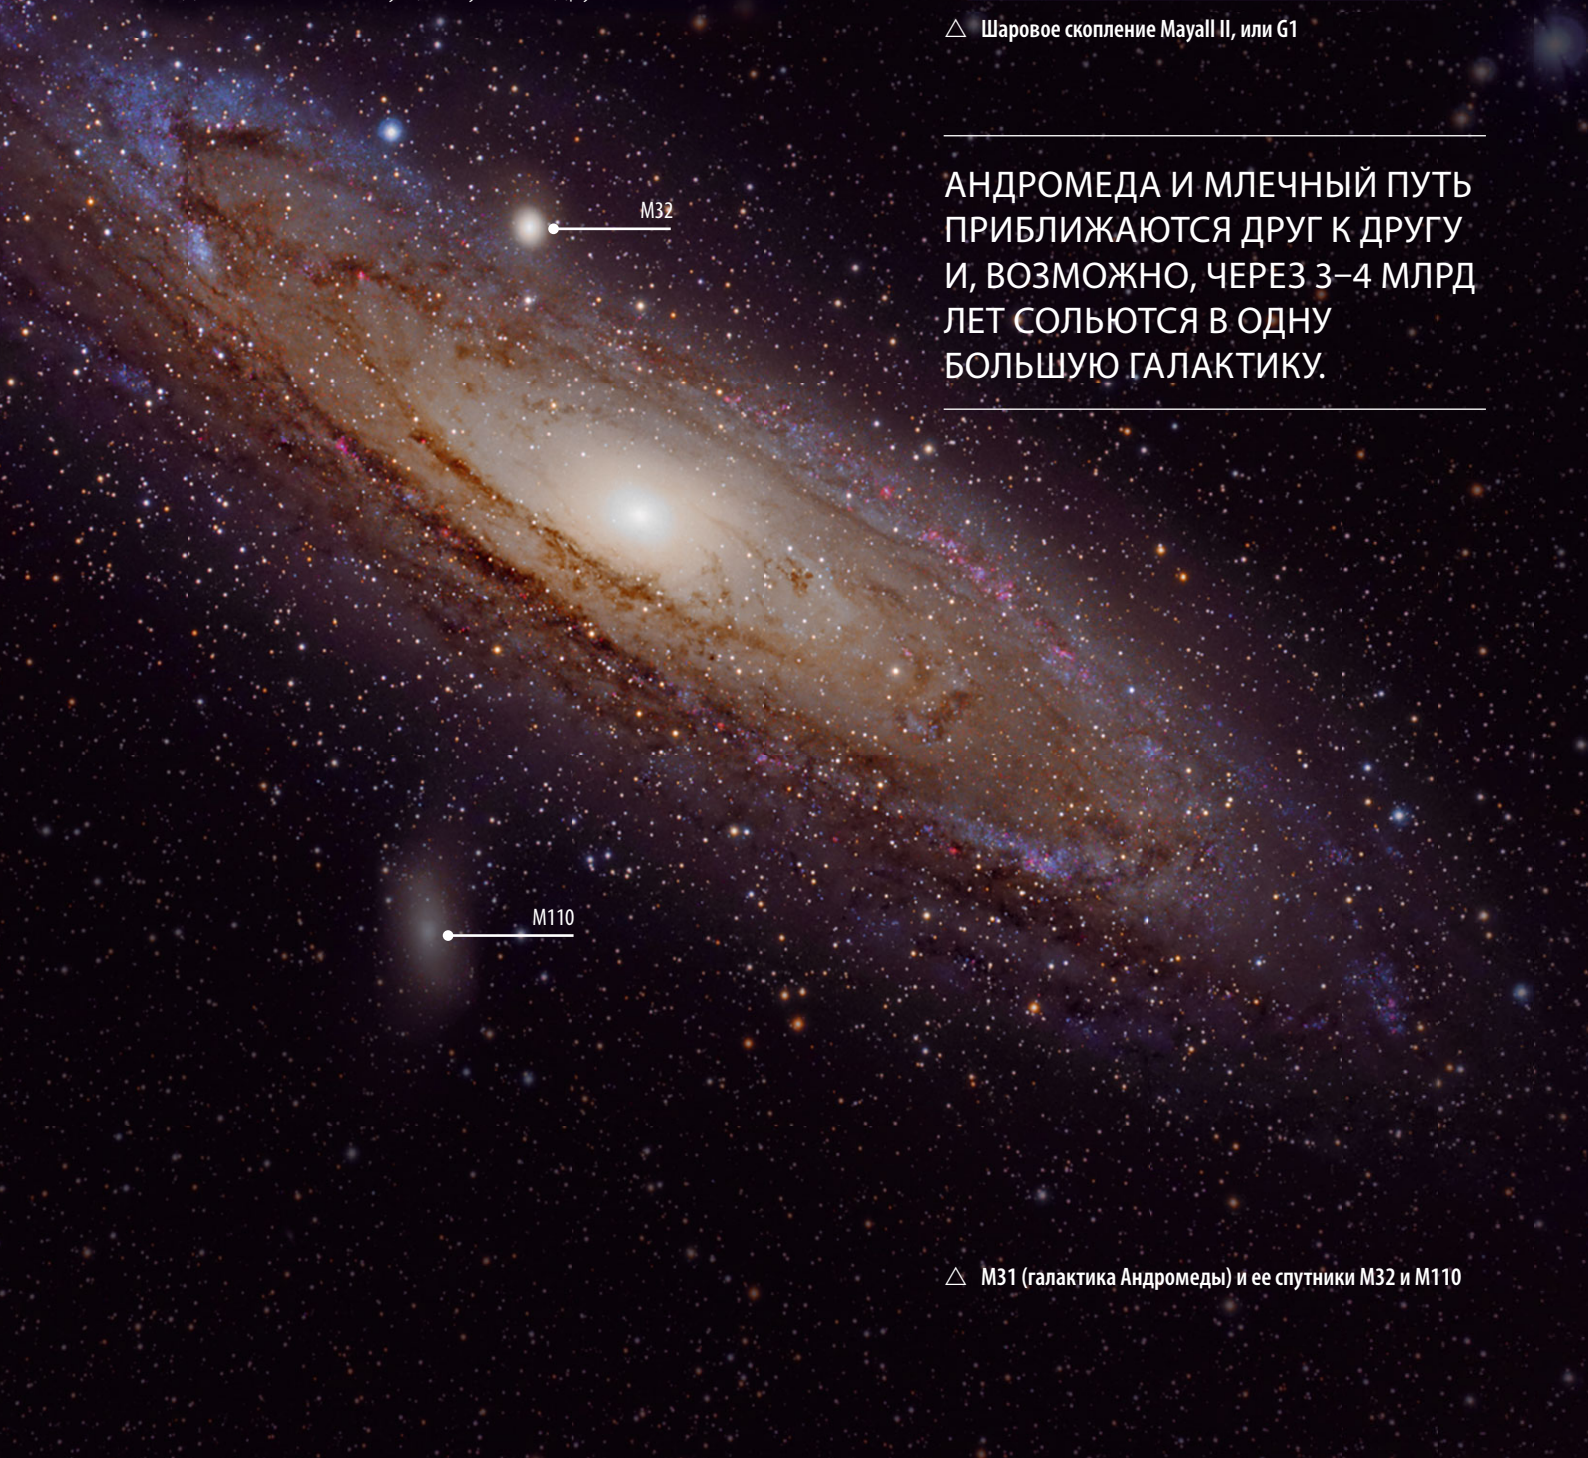 Шаровое скопление Mayall II, или G1
M32
АНДРОМЕДА И МЛЕЧНЫЙ ПУТЬ
ПРИБЛИЖАЮТСЯ ДРУГ К ДРУГУ
И, ВОЗМОЖНО, ЧЕРЕЗ 3–4 МЛРД
ЛЕТ СОЛЬЮТСЯ В ОДНУ
БОЛЬШУЮ ГАЛАКТИКУ.
M110
M31 (галактика Андромеды) и ее спутники M32 и M110